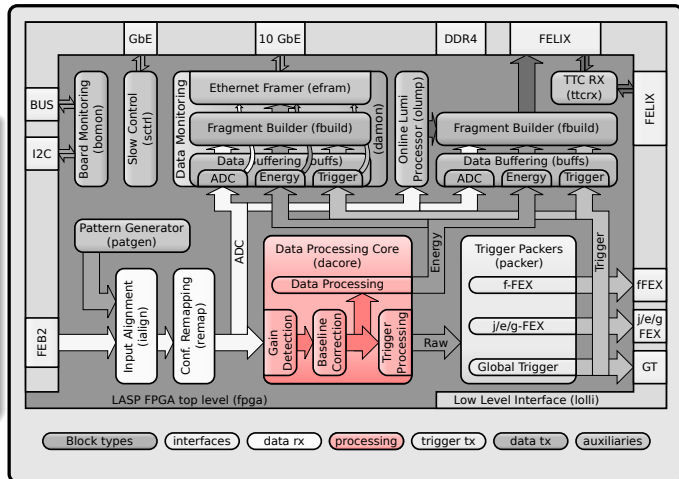 GbE
10 GbE
DDR4
FELIX
BUS
I2C
Board Monitoring
(bomon)
Slow Control
(sctrl)
Data Monitoring
(damon)
Ethernet Framer (efram)
Fragment Builder (fbuild)
Data Buffering (buffs)
ADC
Energy
Trigger
Online Lumi
Processor (olump)
Fragment Builder (fbuild)
Data Buffering (buffs)
ADC
Energy
Trigger
TTC RX
(ttcrx)
FELIX
Pattern Generator
(patgen)
ADC
Energy
Trigger
FEB2
Input Alignment
(ialign)
Conf. Remapping
(remap)
Data Processing Core
(dacore)
Data Processing
Gain
Detection
Baseline
Correction
Trigger
Processing
Raw
Trigger Packers
(packer)
f-FEX
j/e/g-FEX
Global Trigger
fFEX
j/e/g
FEX
GT
LASP FPGA top level (fpga)
Low Level Interface (lolli)
Block types
interfaces
data rx
processing
trigger tx
data tx
auxiliaries